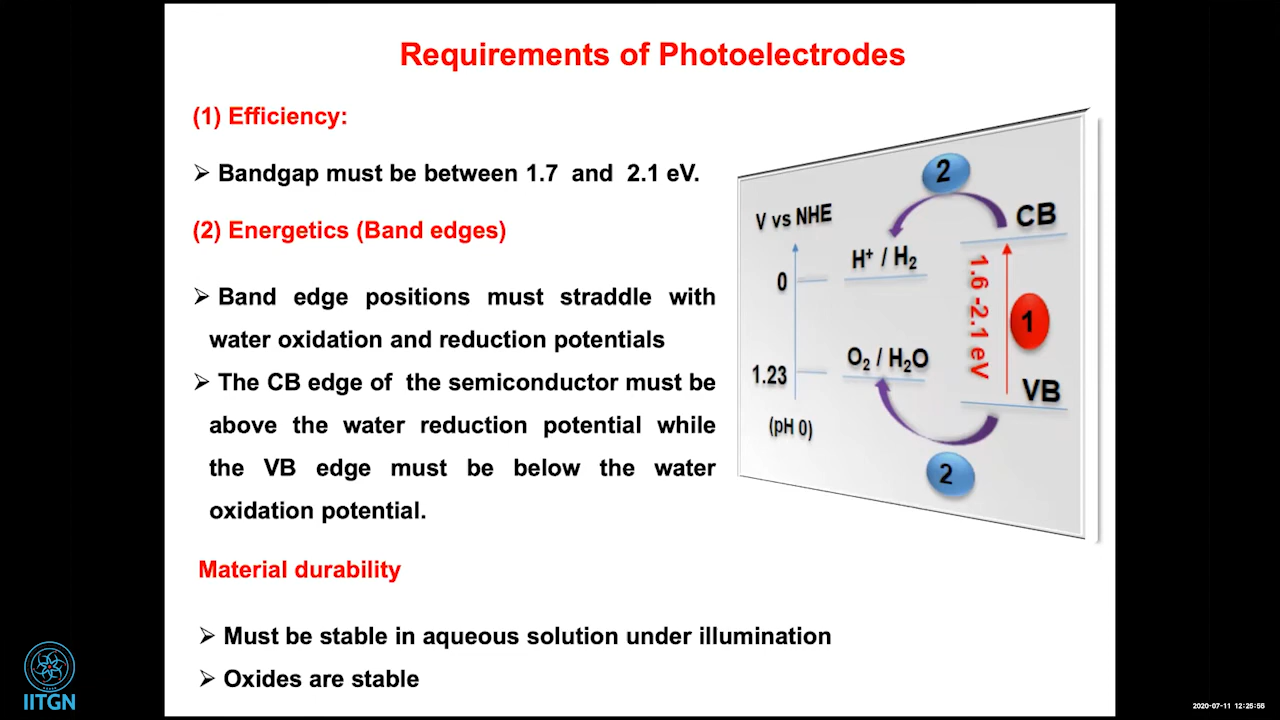 Requirements of Photoelectrodes
(1) Efficiency:
➢ Bandgap must be between 1.7 and 2.1 eV.
(2) Energetics (Band edges)
➢ Band edge positions must straddle with
water oxidation and reduction potentials
➢ The CB edge of the semiconductor must be
above the water reduction potential while
the VB edge must be below the water
oxidation potential.
Material durability
➢ Must be stable in aqueous solution under illumination
➢ Oxides are stable
2
V vs NHE
CB
H⁺ / H₂
0
1.6 -2.1 eV
1
O₂ / H₂O
1.23
VB
(pH 0)
2
IITGN
2020-07-11 12:25:55